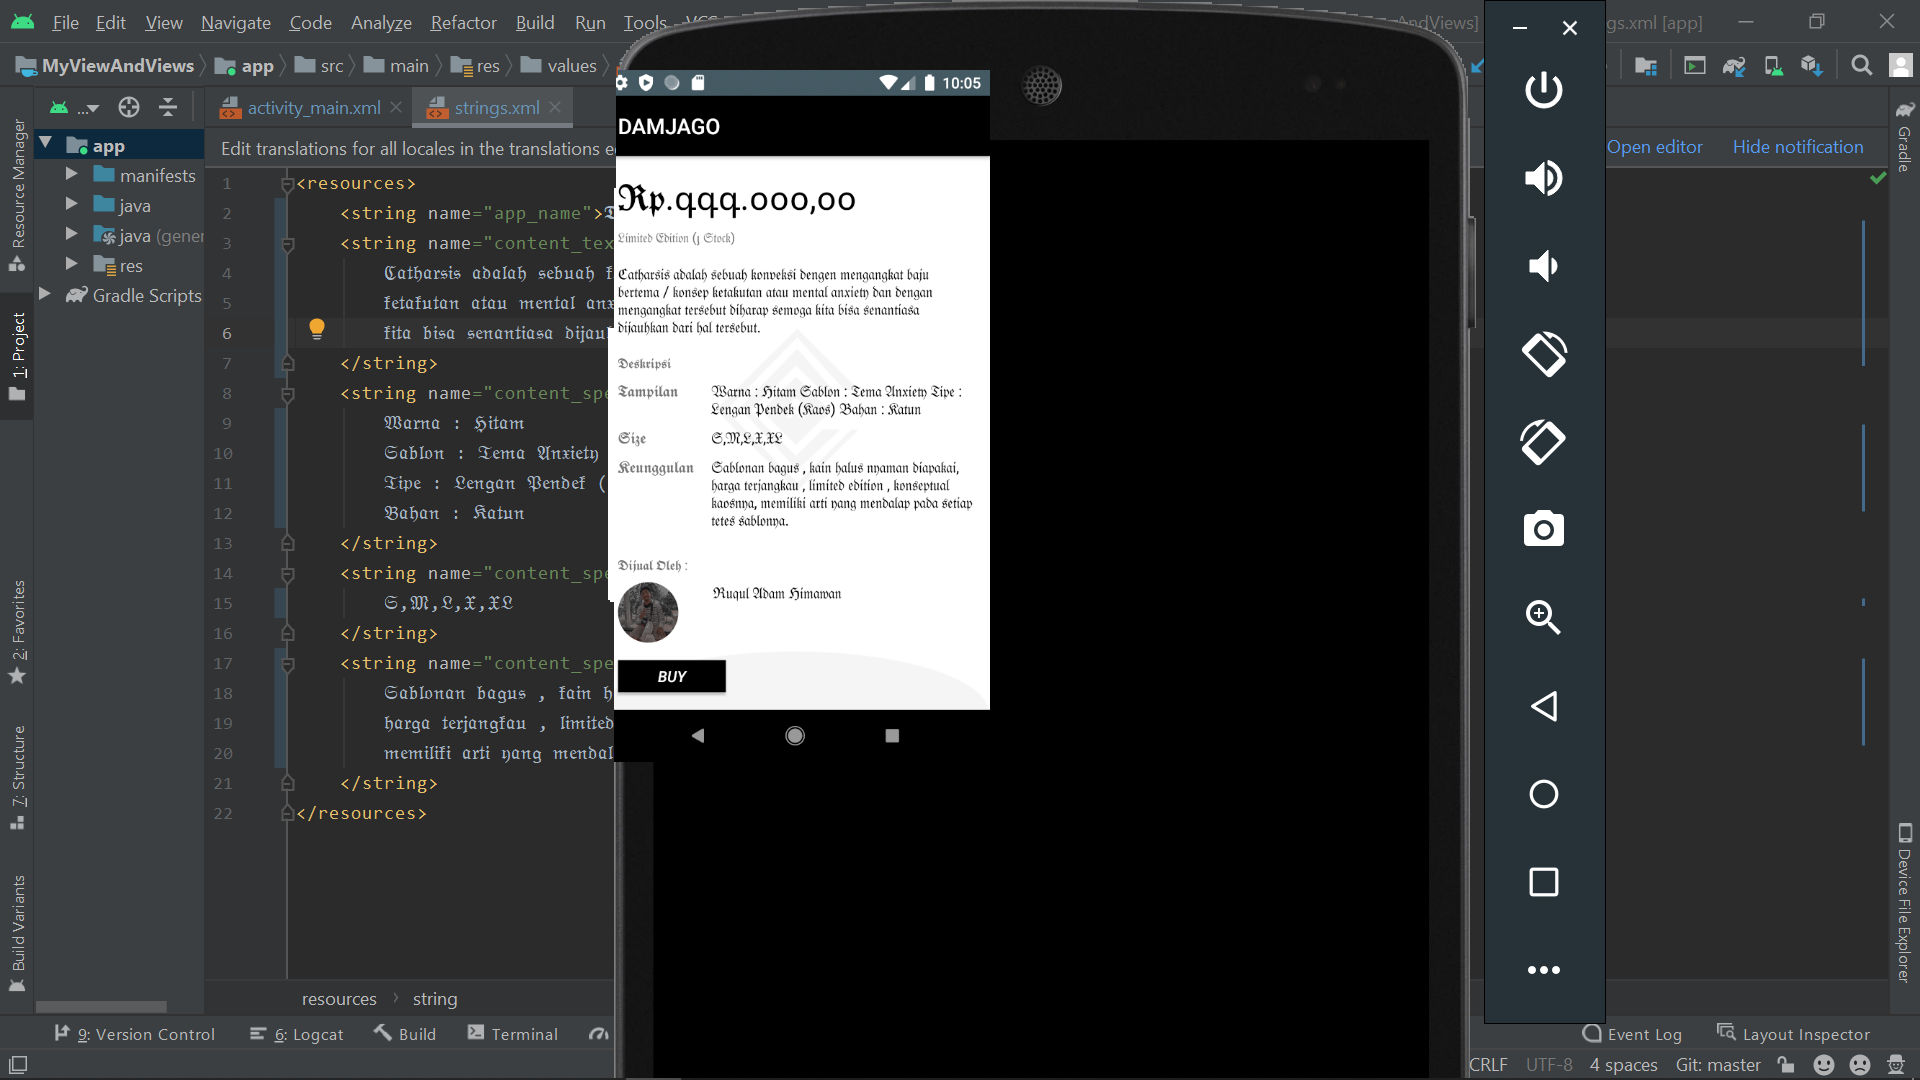 File Edit View Navigate Code Analyze Refactor Build Run Tools VCS AndViews] gs.xml [app]
MyViewAndViews app src main res values
activity_main.xml strings.xml
Edit translations for all locales in the translations e
Open editor Hide notification
app
manifests
java
java (gener
res
Gradle Scripts
Resource Manager
1: Project
2: Favorites
7: Structure
Build Variants
1 <resources>
2 <string name="app_name">
3 <string name="content_tex
4 Catharsis adalah sebuah k
5 ketakutan atau mental anx
6 kita bisa senantiasa dijau
7 </string>
8 <string name="content_spe
9 Warna : Hitam
10 Sablon : Tema Anxiety
11 Tipe : Lengan Pendek (
12 Bahan : Katun
13 </string>
14 <string name="content_spe
15 S,M,L,X,XL
16 </string>
17 <string name="content_spe
18 Sablonan bagus , kain h
19 harga terjangkau , limited
20 memiliki arti yang mendal
21 </string>
22 </resources>
10:05
DAMJAGO
Rp.999.000,00
Limited Edition (1 Stock)
Catharsis adalah sebuah konveksi dengen mengangkat baju
bertema / konsep ketakutan atau mental anxiety dan dengen
mengangkat tersebut diharap semoga kita bisa senantiasa
dijauhkan dari hal tersebut.
Deskripsi
Tampilan Warna : Hitam Sablon : Tema Anxiety Tipe :
Lengan Pendek (Kaos) Bahan : Katun
Size S,M,L,X,XL
Keunggulan Sablonan bagus , kain halus nyaman diapakai,
harga terjangkau , limited edition , konseptual
kaosnya, memiliki arti yang mendalap pada setiap
tetes sablonya.
Dijual Oleh :
Ruqul Adam Himawan
BUY
Gradle
Device File Explorer
resources string
9: Version Control 6: Logcat Build Terminal
Event Log Layout Inspector
CRLF UTF-8 4 spaces Git: master